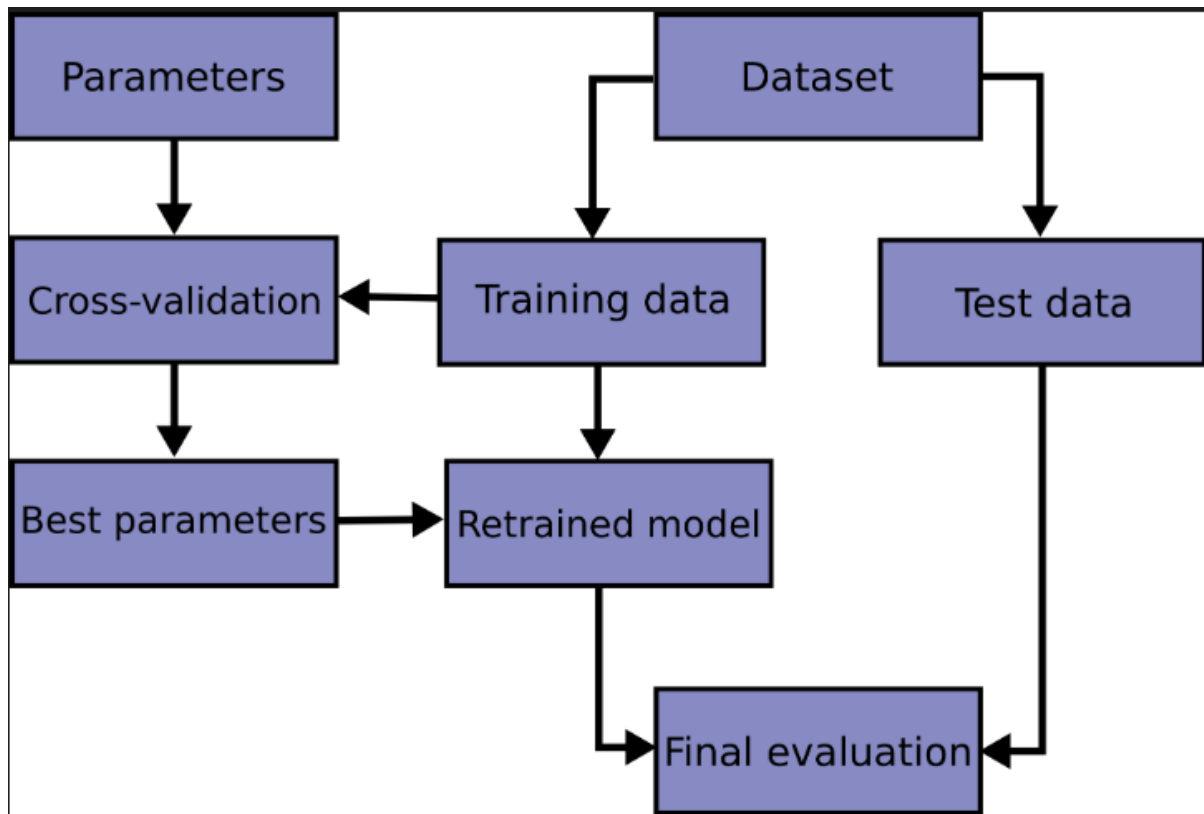 Parameters
Dataset
Cross-validation
Training data
Test data
Best parameters
Retrained model
Final evaluation